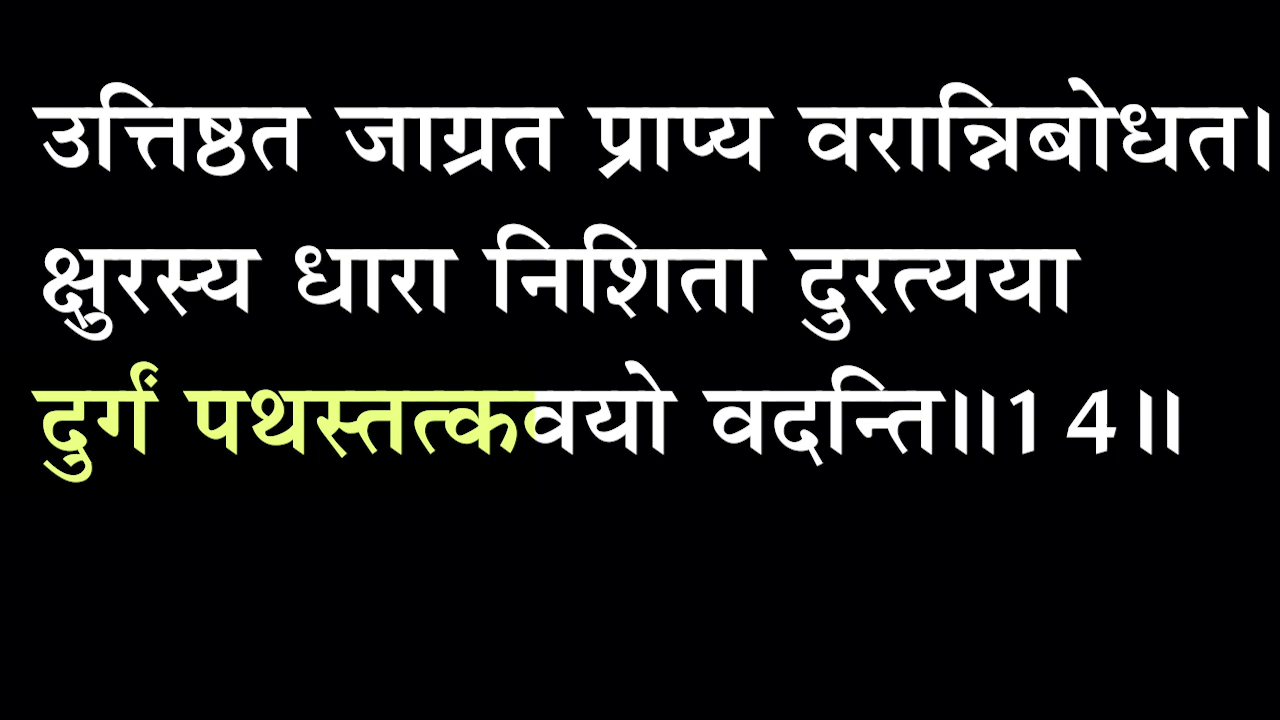 उत्तिष्ठत जाग्रत प्राप्य वरान्निबोधत।
क्षुरस्य धारा निशिता दुरत्यया
दुर्गं पथस्तत्कवयो वदन्ति॥14॥